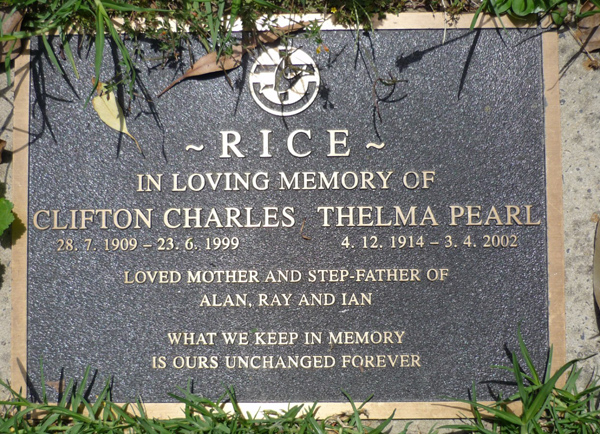 ~ RICE ~
IN LOVING MEMORY OF
CLIFTON CHARLES THELMA PEARL
28. 7. 1909 – 23. 6. 1999 4. 12. 1914 – 3. 4. 2002
LOVED MOTHER AND STEP-FATHER OF
ALAN, RAY AND IAN
WHAT WE KEEP IN MEMORY
IS OURS UNCHANGED FOREVER